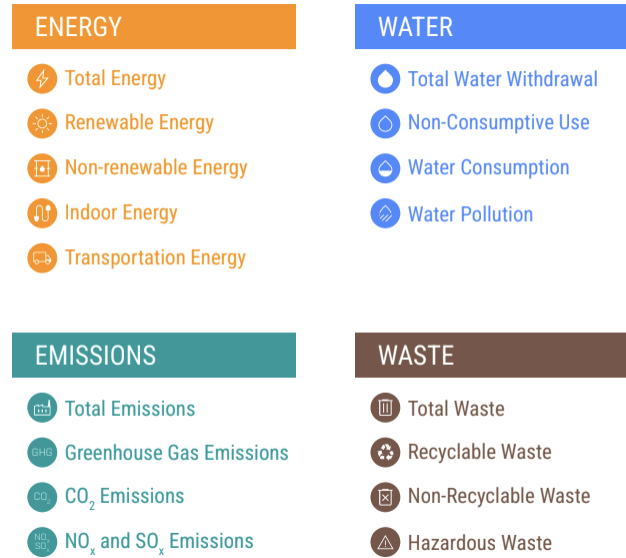 ENERGY
Total Energy
Renewable Energy
Non-renewable Energy
Indoor Energy
Transportation Energy
WATER
Total Water Withdrawal
Non-Consumptive Use
Water Consumption
Water Pollution
EMISSIONS
Total Emissions
GHG Greenhouse Gas Emissions
CO₂ CO₂ Emissions
NOₓ SOₓ NOₓ and SOₓ Emissions
WASTE
Total Waste
Recyclable Waste
Non-Recyclable Waste
Hazardous Waste